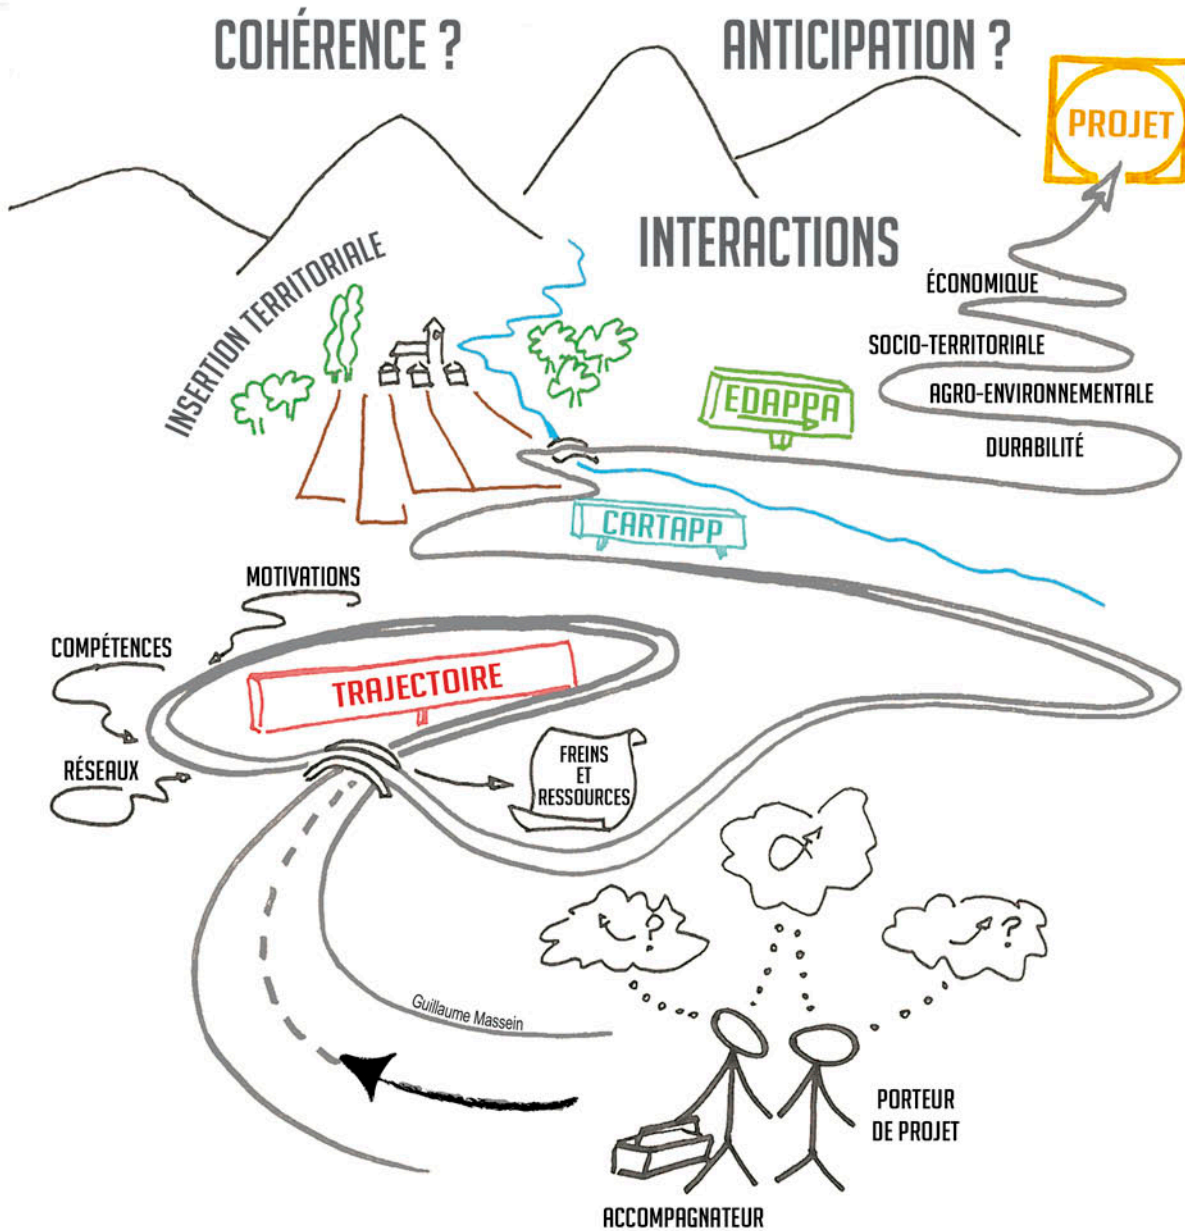 COHÉRENCE ?
ANTICIPATION ?
PROJET
INTERACTIONS
INSERTION TERRITORIALE
ÉCONOMIQUE
SOCIO-TERRITORIALE
AGRO-ENVIRONNEMENTALE
DURABILITÉ
EDAPPA
CARTAPP
MOTIVATIONS
COMPÉTENCES
RÉSEAUX
TRAJECTOIRE
FREINS
ET
RESSOURCES
?
?
Guillaume Massein
PORTEUR
DE PROJET
ACCOMPAGNATEUR